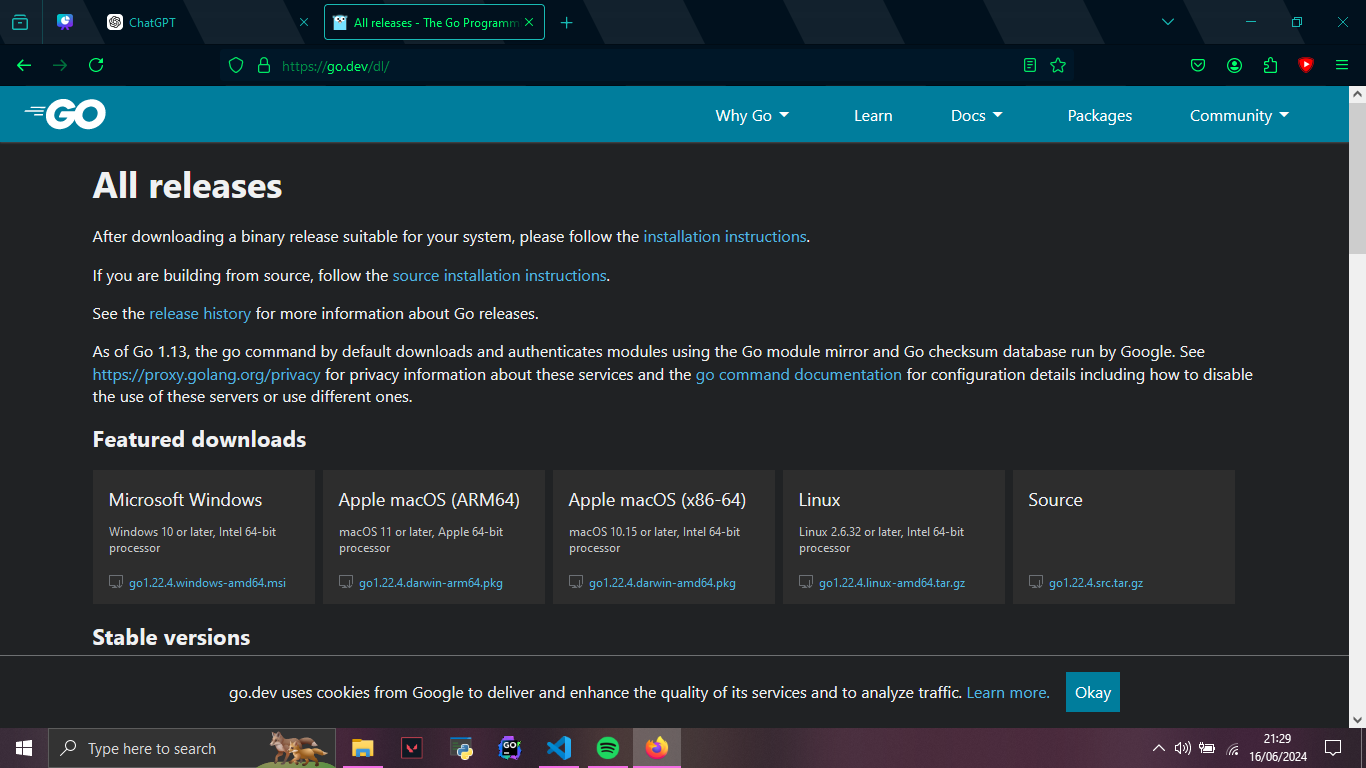 ChatGPT
All releases - The Go Programm
https://go.dev/dl/
GO
Why Go
Learn
Docs
Packages
Community
All releases
After downloading a binary release suitable for your system, please follow the installation instructions.
If you are building from source, follow the source installation instructions.
See the release history for more information about Go releases.
As of Go 1.13, the go command by default downloads and authenticates modules using the Go module mirror and Go checksum database run by Google. See
https://proxy.golang.org/privacy for privacy information about these services and the go command documentation for configuration details including how to disable
the use of these servers or use different ones.
Featured downloads
Microsoft Windows
Windows 10 or later, Intel 64-bit
processor
go1.22.4.windows-amd64.msi
Apple macOS (ARM64)
macOS 11 or later, Apple 64-bit
processor
go1.22.4.darwin-arm64.pkg
Apple macOS (x86-64)
macOS 10.15 or later, Intel 64-bit
processor
go1.22.4.darwin-amd64.pkg
Linux
Linux 2.6.32 or later, Intel 64-bit
processor
go1.22.4.linux-amd64.tar.gz
Source
go1.22.4.src.tar.gz
Stable versions
go.dev uses cookies from Google to deliver and enhance the quality of its services and to analyze traffic. Learn more.
Okay
Type here to search
GO
21:29
16/06/2024